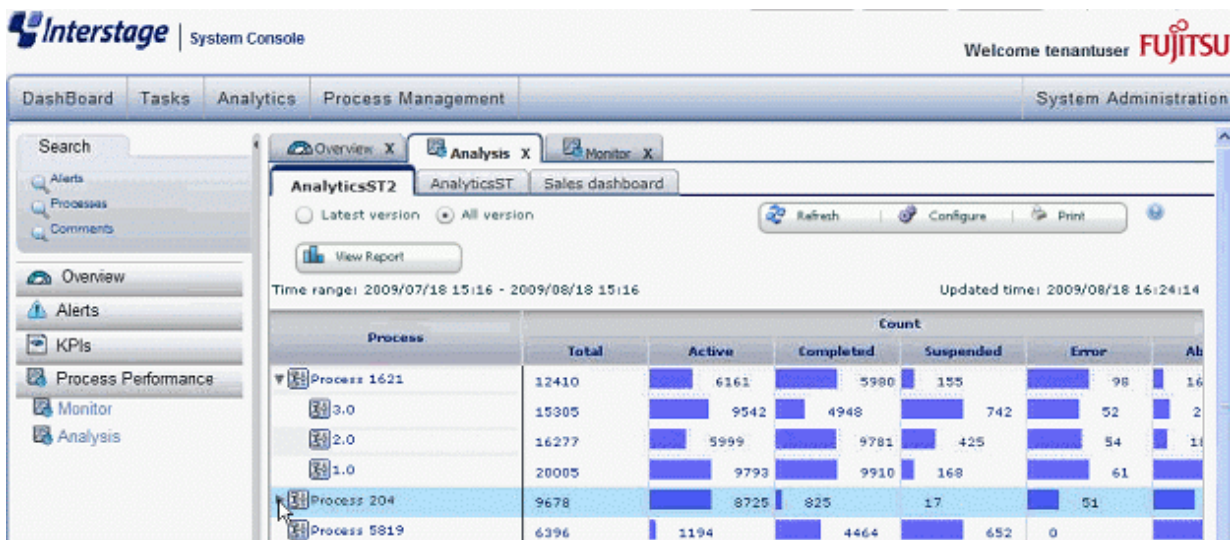 Interstage | System Console
Welcome tenantuser FUJITSU
DashBoard Tasks Analytics Process Management System Administration
Search
Alerts
Processes
Comments
Overview
Alerts
KPIs
Process Performance
Monitor
Analysis
Overview X Analysis X Monitor X
AnalyticsST2 AnalyticsST Sales dashboard
Latest version All version Refresh Configure Print
View Report
Time range: 2009/07/18 15:16 - 2009/08/18 15:16 Updated time: 2009/08/18 16:24:14
Process Count
Total Active Completed Suspended Error Ab
Process 1621 12410 6161 5980 155 98 16
3.0 15305 9542 4948 742 52 2
2.0 16277 5999 9781 425 54
1.0 20005 9793 9910 168 61
Process 204 9678 8725 825 17 51
Process 5819 6396 1194 4464 652 0